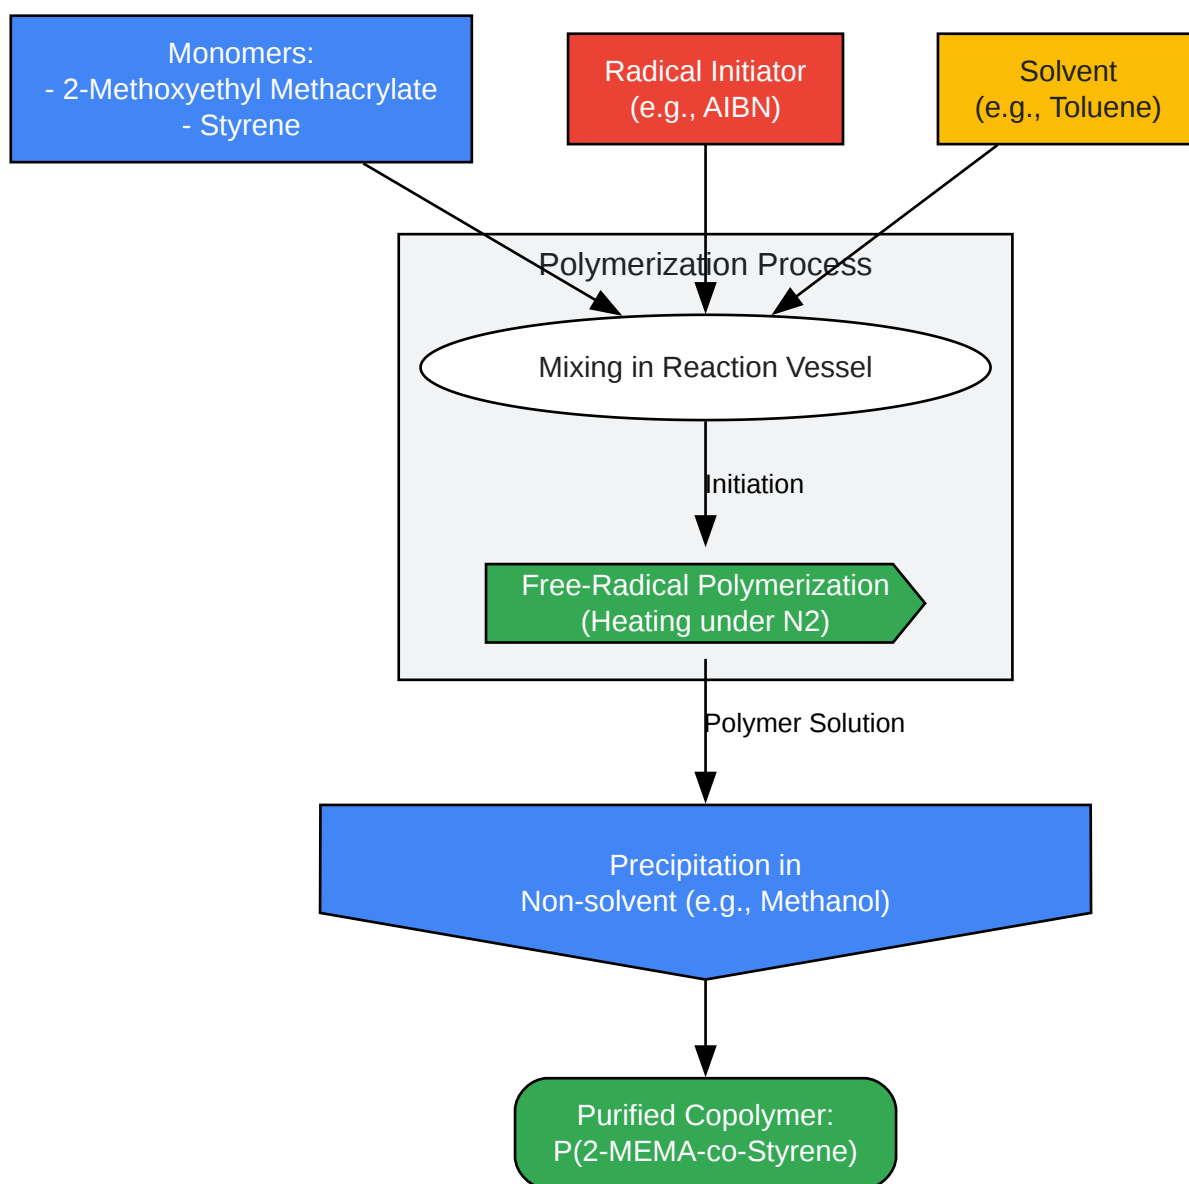 Monomers:
- 2-Methoxyethyl Methacrylate
- Styrene
Radical Initiator
(e.g., AIBN)
Solvent
(e.g., Toluene)
Polymerization Process
Mixing in Reaction Vessel
Initiation
Free-Radical Polymerization
(Heating under N2)
Polymer Solution
Precipitation in
Non-solvent (e.g., Methanol)
Purified Copolymer:
P(2-MEMA-co-Styrene)